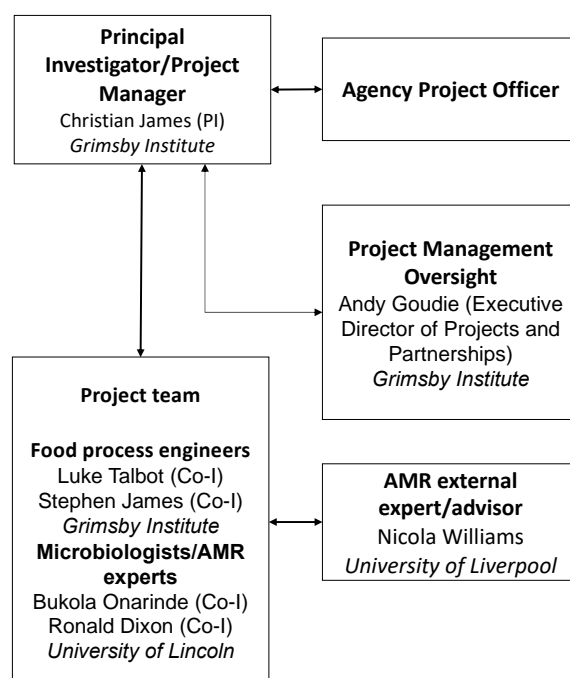 Principal
Investigator/Project
Manager
Christian James (PI)
Grimsby Institute
Agency Project Officer
Project Management
Oversight
Andy Goudie (Executive
Director of Projects and
Partnerships)
Grimsby Institute
Project team
Food process engineers
Luke Talbot (Co-I)
Stephen James (Co-I)
Grimsby Institute
Microbiologists/AMR
experts
Bukola Onarinde (Co-I)
Ronald Dixon (Co-I)
University of Lincoln
AMR external
expert/advisor
Nicola Williams
University of Liverpool